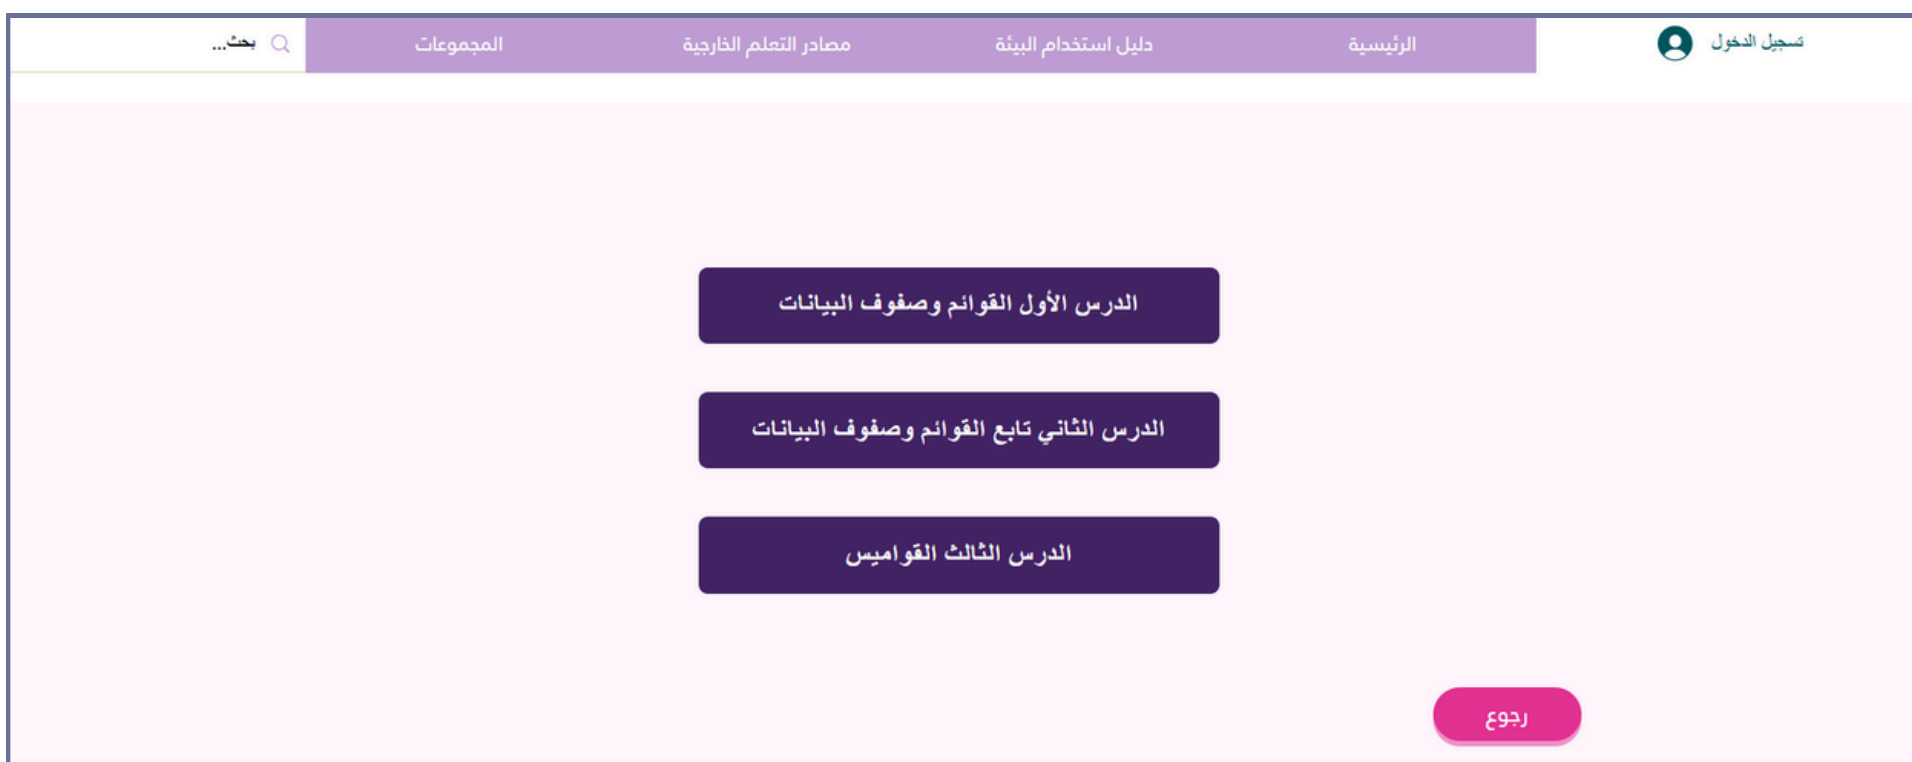 تسجيل الدخول
الرئيسية
دليل استخدام البيئة
مصادر التعلم الخارجية
المجموعات
بحث...
الدرس الأول القوائم وصفوف البيانات
الدرس الثاني تابع القوائم وصفوف البيانات
الدرس الثالث القواميس
رجوع